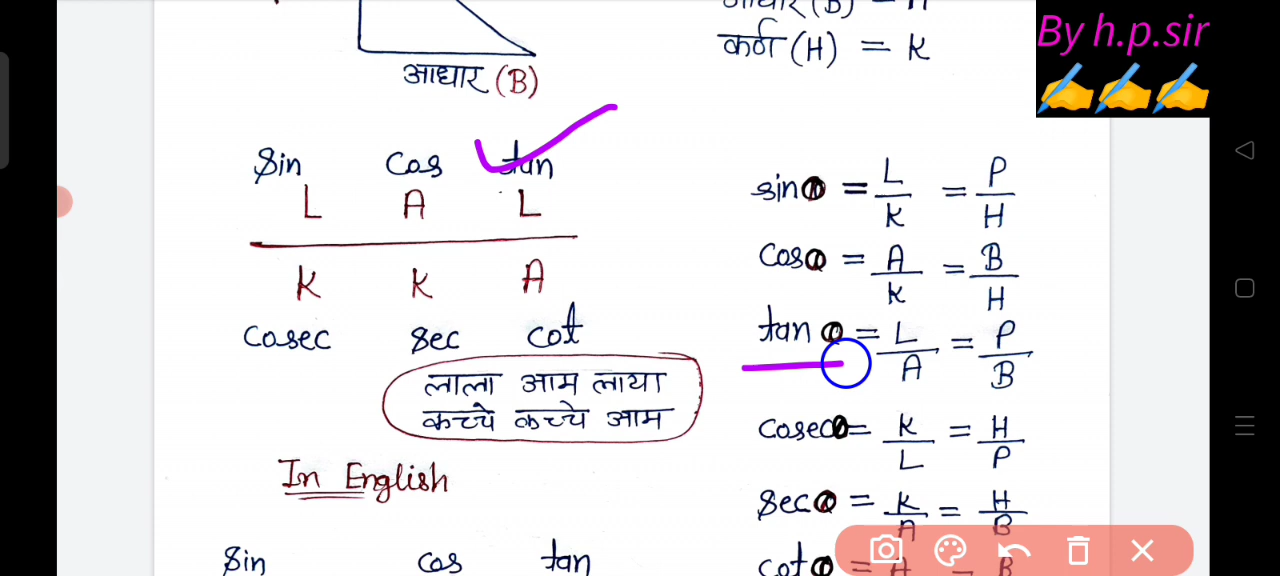 कर्ण (H) = K
By h.p.sir
आधार (B)
Sin Cos tan
L A L
K K A
Cosec Sec Cot
लाला आम लाया
कच्चे कच्चे आम
In English
Sin Cos tan
sinθ = L/K = P/H
Cosθ = A/K = B/H
tanθ = L/A = P/B
Cosecθ = K/L = H/P
Secθ = K/A = H/B
Cotθ = A = B